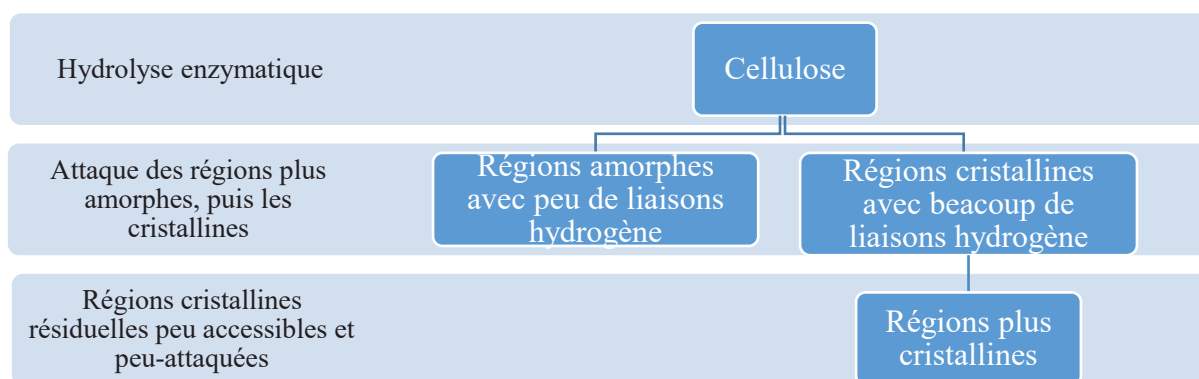 Hydrolyse enzymatique
Cellulose
Attaque des régions plus
amorphes, puis les
cristallines
Régions amorphes
avec peu de liaisons
hydrogène
Régions cristallines
avec beacoup de
liaisons hydrogène
Régions cristallines
résiduelles peu accessibles et
peu-attaquées
Régions plus
cristallines